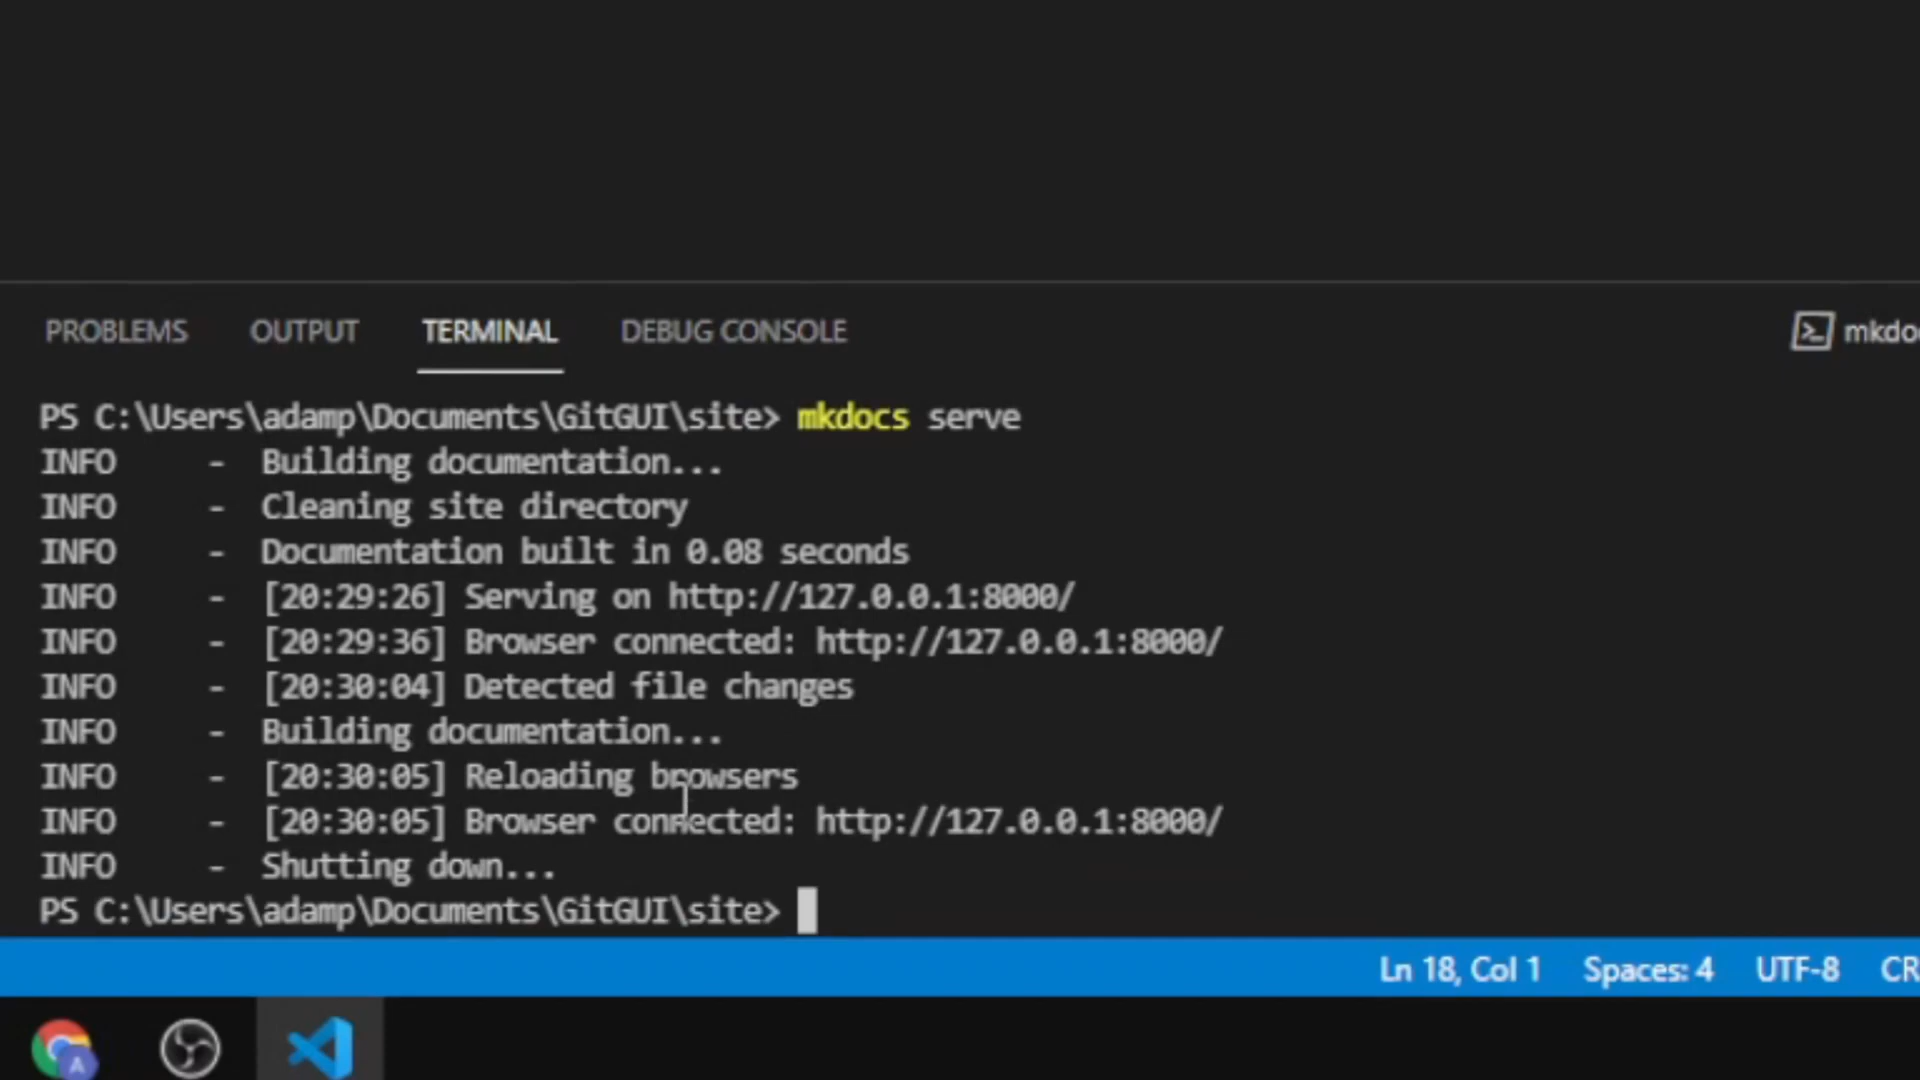 PROBLEMS OUTPUT TERMINAL DEBUG CONSOLE mkdo
PS C:\Users\adamp\Documents\GitGUI\site> mkdocs serve
INFO - Building documentation...
INFO - Cleaning site directory
INFO - Documentation built in 0.08 seconds
INFO - [20:29:26] Serving on http://127.0.0.1:8000/
INFO - [20:29:36] Browser connected: http://127.0.0.1:8000/
INFO - [20:30:04] Detected file changes
INFO - Building documentation...
INFO - [20:30:05] Reloading browsers
INFO - [20:30:05] Browser connected: http://127.0.0.1:8000/
INFO - Shutting down...
PS C:\Users\adamp\Documents\GitGUI\site>
Ln 18, Col 1 Spaces: 4 UTF-8 CR
A